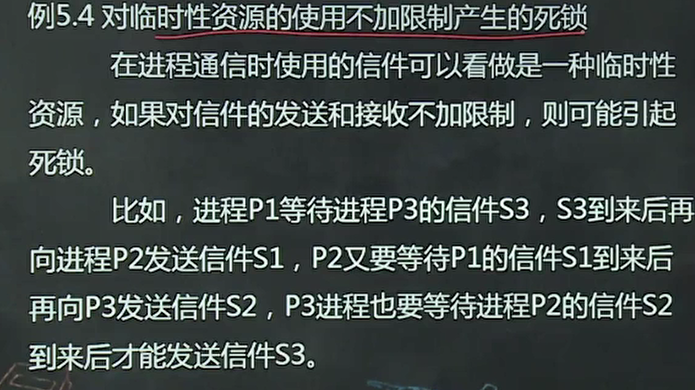 例5.4 对临时性资源的使用不加限制产生的死锁
在进程通信时使用的信件可以看做是一种临时性
资源，如果对信件的发送和接收不加限制，则可能引起
死锁。
比如，进程P1等待进程P3的信件S3，S3到来后再
向进程P2发送信件S1，P2又要等待P1的信件S1到来后
再向P3发送信件S2，P3进程也要等待进程P2的信件S2
到来后才能发送信件S3。